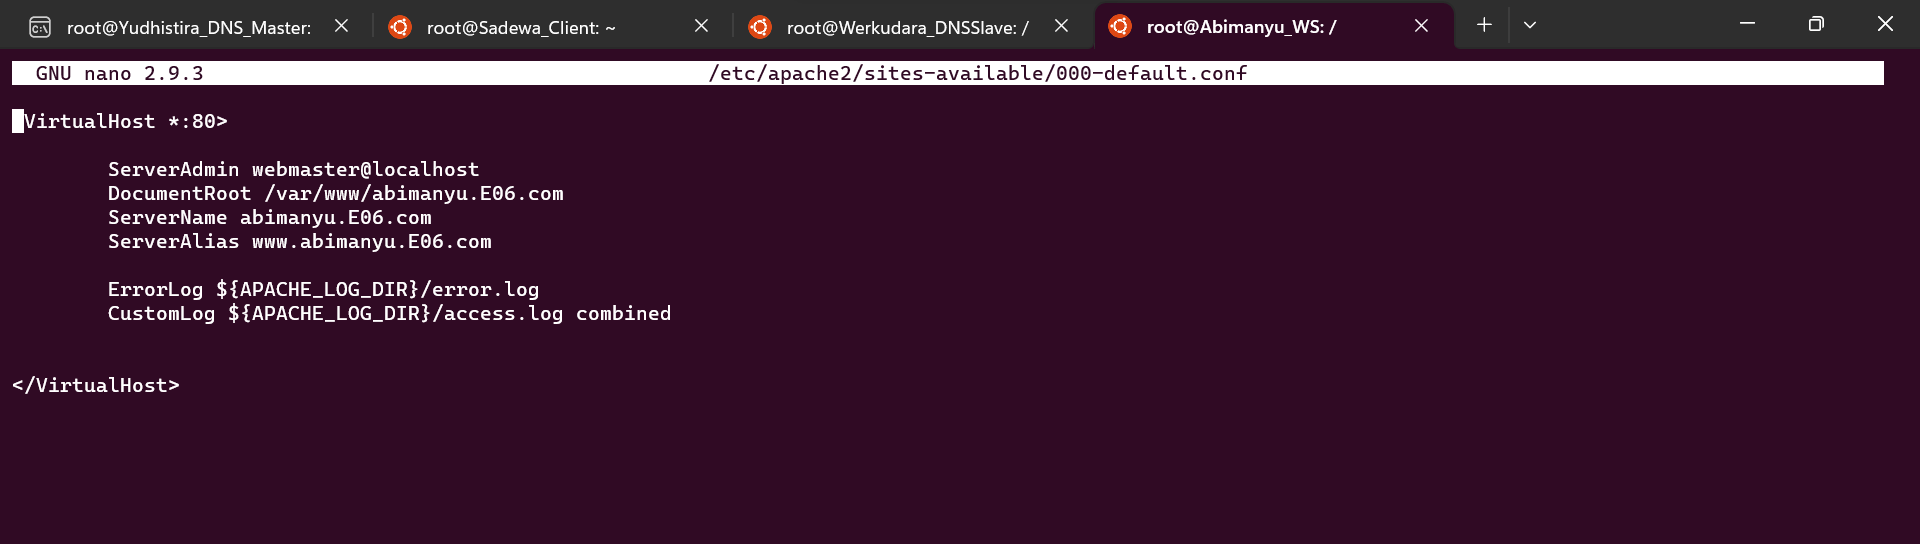 root@Yudhistira_DNS_Master:
root@Sadewa_Client: ~
root@Werkudara_DNSSlave: /
root@Abimanyu_WS: /
GNU nano 2.9.3 /etc/apache2/sites-available/000-default.conf
VirtualHost *:80>
ServerAdmin webmaster@localhost
DocumentRoot /var/www/abimanyu.E06.com
ServerName abimanyu.E06.com
ServerAlias www.abimanyu.E06.com
ErrorLog ${APACHE_LOG_DIR}/error.log
CustomLog ${APACHE_LOG_DIR}/access.log combined
</VirtualHost>